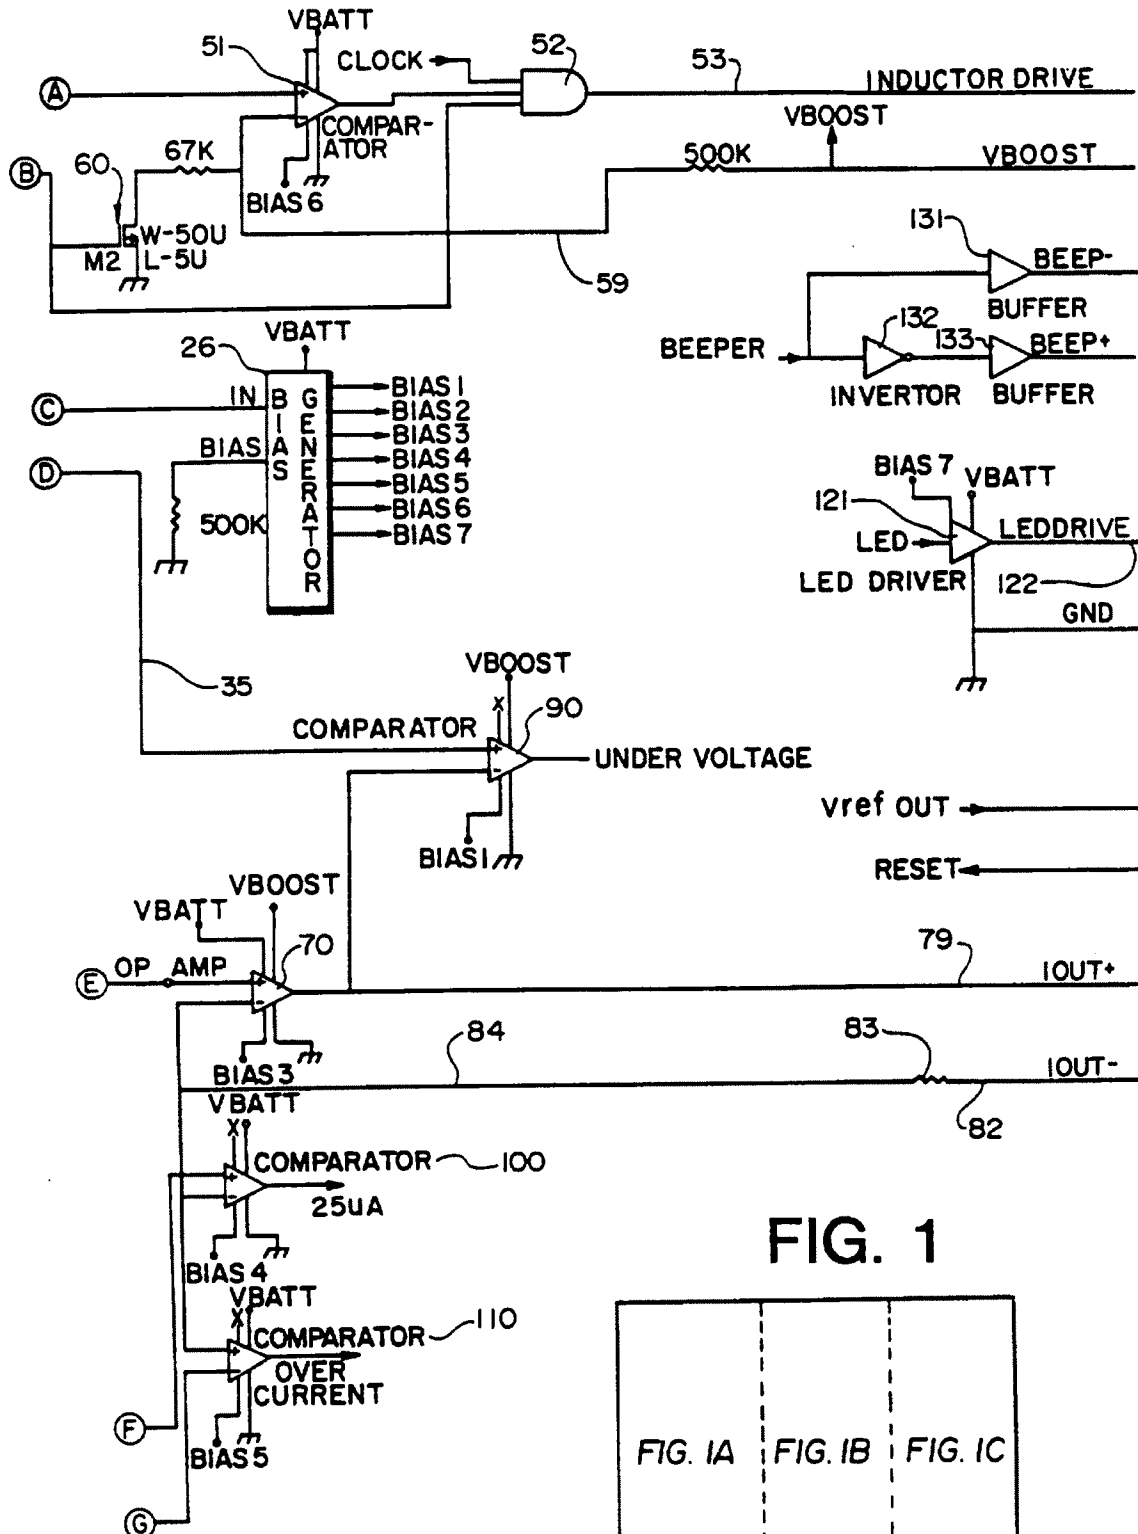 VBATT
51
CLOCK
52
53
INDUCTOR DRIVE
A
+
-
COMPAR-
ATOR
VBOOST
67K
500K
VBOOST
60
B
BIAS 6
W-50U
L-5U
M2
59
131
BEEP-
BUFFER
VBATT
26
132
133
BEEP+
BEEPER
INVERTOR
BUFFER
C
IN
BIAS
GENERATOR
BIAS 1
BIAS 2
BIAS 3
BIAS 4
BIAS 5
BIAS 6
BIAS 7
BIAS
D
500K
BIAS 7
VBATT
121
LED
LEDDRIVE
LED DRIVER
122
GND
35
VBOOST
X
90
COMPARATOR
+
-
UNDER VOLTAGE
BIAS 1
Vref OUT
RESET
VBOOST
VBATT
70
79
E
OP AMP
+
-
IOUT+
84
83
BIAS 3
IOUT-
82
VBATT
X
COMPARATOR
100
+
-
25uA
BIAS 4
VBATT
X
COMPARATOR
110
+
-
OVER
CURRENT
F
BIAS 5
G
FIG. 1
FIG. 1A
FIG. 1B
FIG. 1C